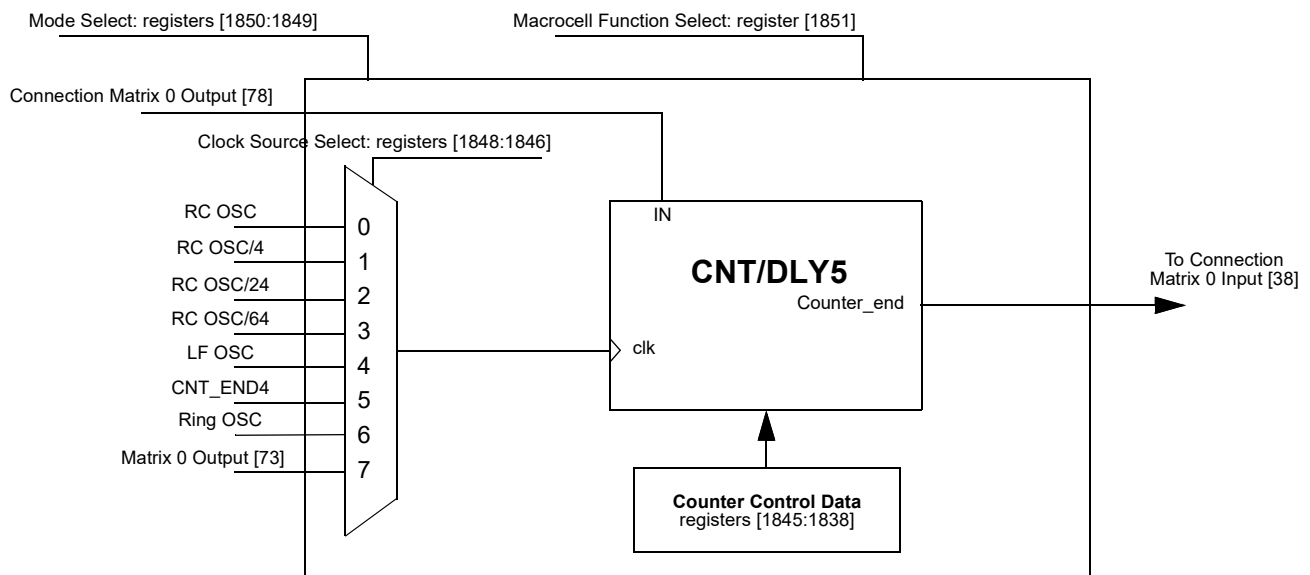 Mode Select: registers [1850:1849]
Macrocell Function Select: register [1851]
Connection Matrix 0 Output [78]
Clock Source Select: registers [1848:1846]
IN
RC OSC
0
RC OSC/4
1
RC OSC/24
2
RC OSC/64
3
LF OSC
4
CNT_END4
5
Ring OSC
6
Matrix 0 Output [73]
7
CNT/DLY5
Counter_end
clk
To Connection
Matrix 0 Input [38]
Counter Control Data
registers [1845:1838]